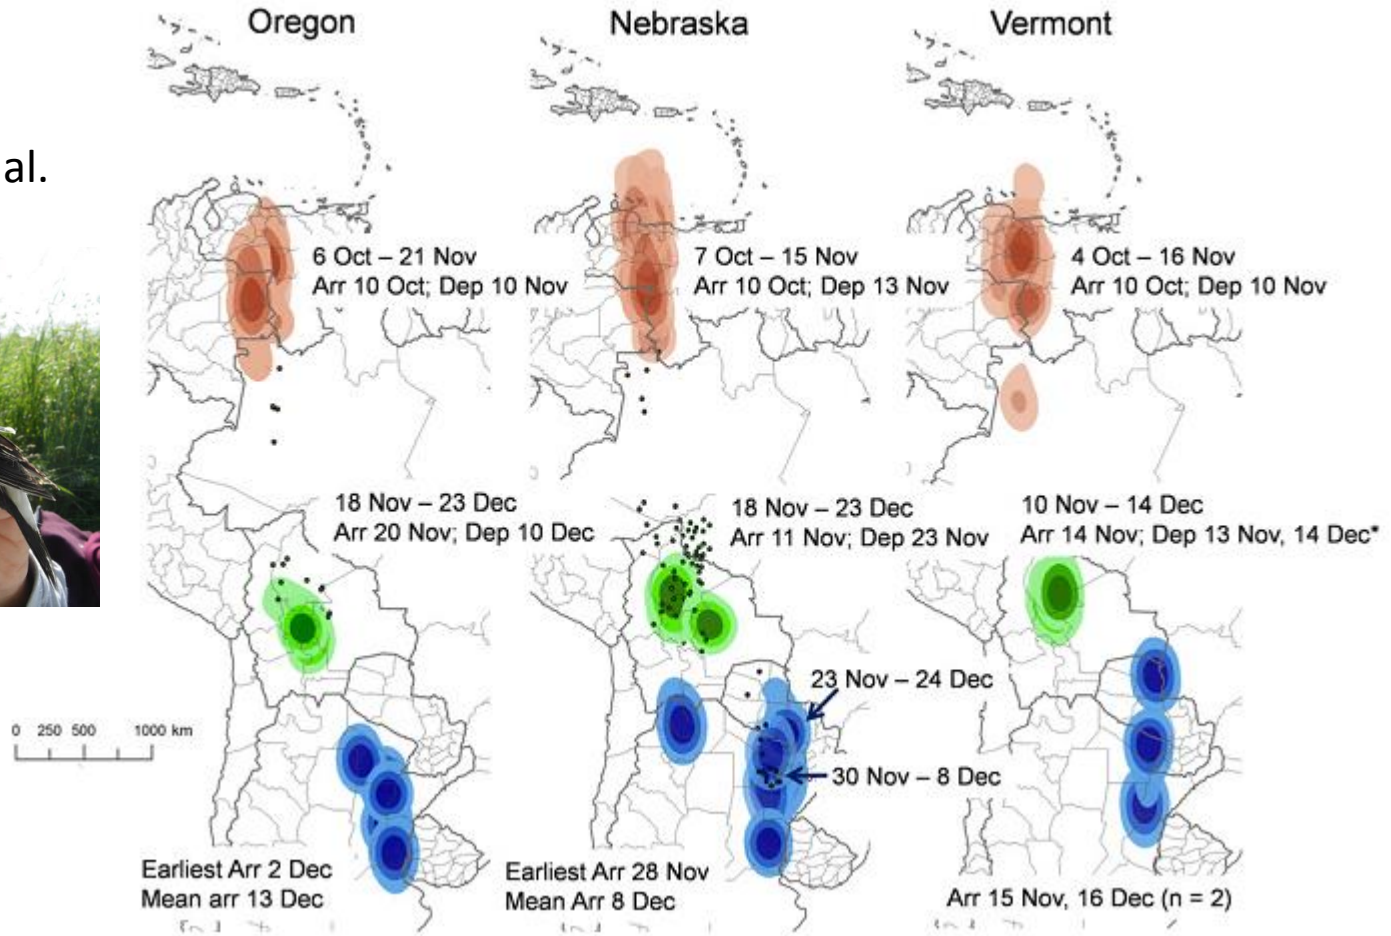 al.
Oregon
Nebraska
Vermont
6 Oct – 21 Nov
Arr 10 Oct; Dep 10 Nov
7 Oct – 15 Nov
Arr 10 Oct; Dep 13 Nov
4 Oct – 16 Nov
Arr 10 Oct; Dep 10 Nov
18 Nov – 23 Dec
Arr 20 Nov; Dep 10 Dec
18 Nov – 23 Dec
Arr 11 Nov; Dep 23 Nov
10 Nov – 14 Dec
Arr 14 Nov; Dep 13 Nov, 14 Dec*
23 Nov – 24 Dec
30 Nov – 8 Dec
0 250 500 1000 km
Earliest Arr 2 Dec
Mean arr 13 Dec
Earliest Arr 28 Nov
Mean Arr 8 Dec
Arr 15 Nov, 16 Dec (n = 2)